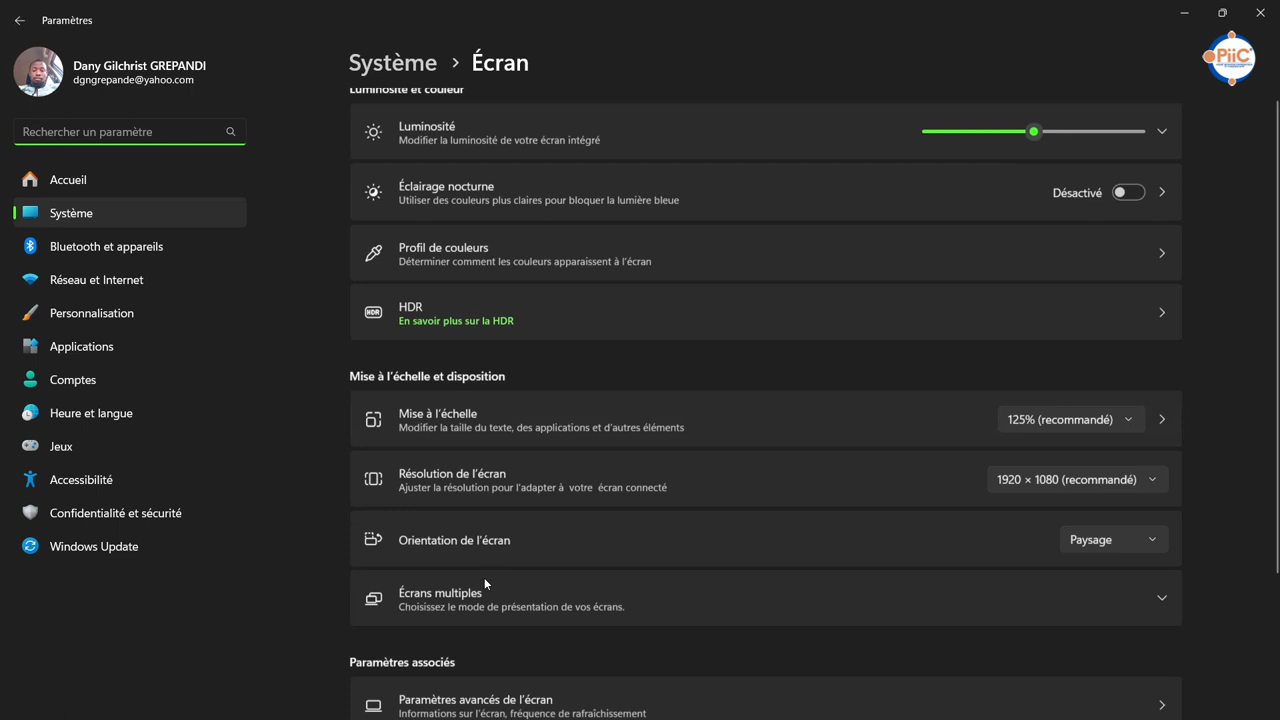 Paramètres
Dany Gilchrist GREPANDI
dgngrepande@yahoo.com
Rechercher un paramètre
Accueil
Système
Bluetooth et appareils
Réseau et Internet
Personnalisation
Applications
Comptes
Heure et langue
Jeux
Accessibilité
Confidentialité et sécurité
Windows Update
Système > Écran
PiiC
Luminosité et couleur
Luminosité
Modifier la luminosité de votre écran intégré
Éclairage nocturne
Utiliser des couleurs plus claires pour bloquer la lumière bleue
Désactivé
Profil de couleurs
Déterminer comment les couleurs apparaissent à l'écran
HDR
HDR
En savoir plus sur la HDR
Mise à l'échelle et disposition
Mise à l'échelle
Modifier la taille du texte, des applications et d'autres éléments
125% (recommandé)
Résolution de l'écran
Ajuster la résolution pour l'adapter à votre écran connecté
1920 × 1080 (recommandé)
Orientation de l'écran
Paysage
Écrans multiples
Choisissez le mode de présentation de vos écrans.
Paramètres associés
Paramètres avancés de l'écran
Informations sur l'écran, fréquence de rafraîchissement